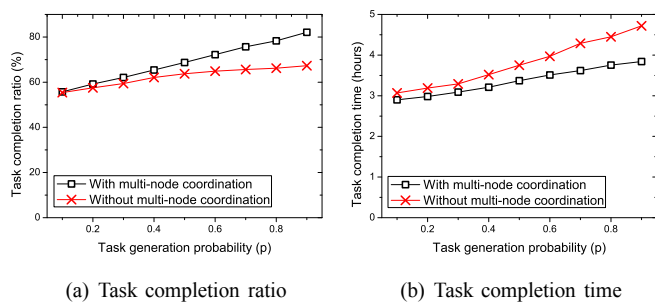 Task completion ratio (%)
80
60
40
20
0
0.2 0.4 0.6 0.8
With multi-node coordination
Without multi-node coordination
Task generation probability (p)
(a) Task completion ratio
Task completion time (hours)
5
4
3
2
1
0
0.2 0.4 0.6 0.8
With multi-node coordination
Without multi-node coordination
Task generation probability (p)
(b) Task completion time